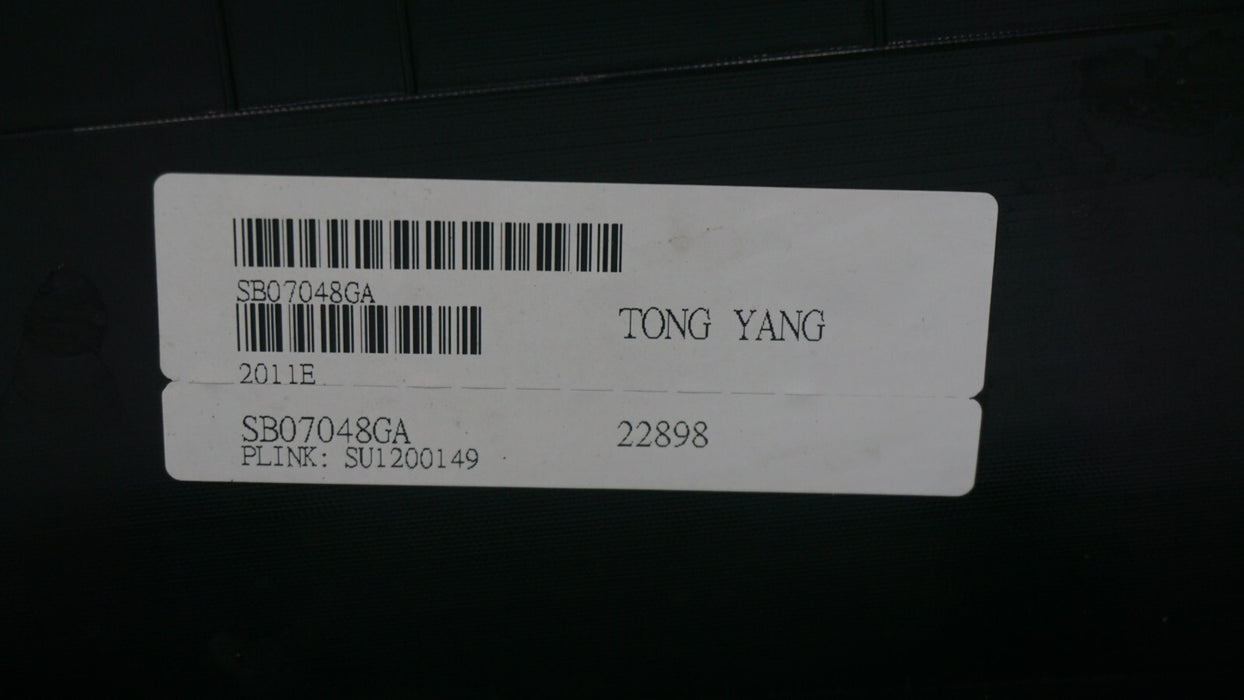 SB07048GA
TONG YANG
2011E
SB07048GA
22898
PLINK: SU1200149